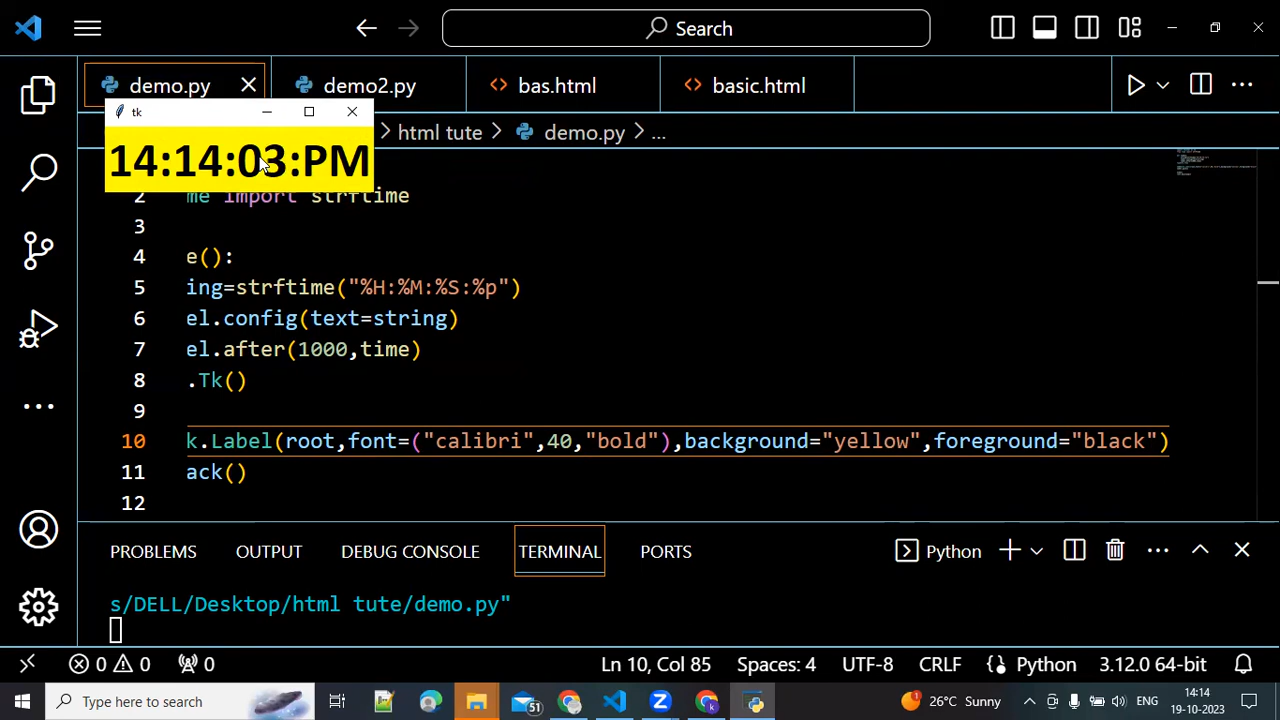 Search
demo.py
demo2.py
bas.html
basic.html
tk
14:14:03:PM
html tute
demo.py
...
2 me import strftime
3
4 e():
5 ing=strftime("%H:%M:%S:%p")
6 el.config(text=string)
7 el.after(1000,time)
8 .Tk()
9
10 k.Label(root,font=("calibri",40,"bold"),background="yellow",foreground="black")
11 ack()
12
PROBLEMS
OUTPUT
DEBUG CONSOLE
TERMINAL
PORTS
Python
s/DELL/Desktop/html tute/demo.py"
0 0 0
Ln 10, Col 85
Spaces: 4
UTF-8
CRLF
Python
3.12.0 64-bit
Type here to search
51
26°C Sunny
ENG
14:14
19-10-2023